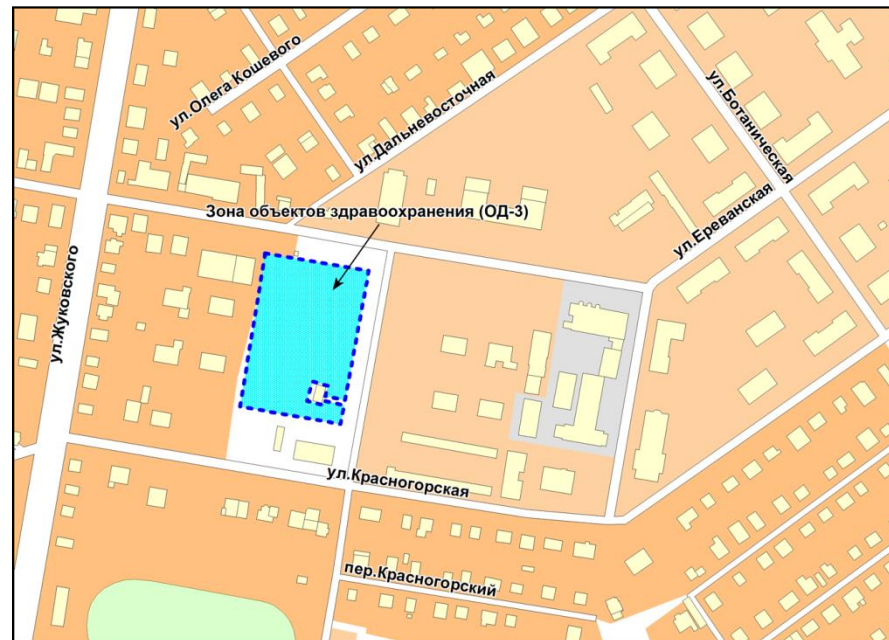 ул.Олега Кошевого
ул.Дальневосточная
ул.Ботаническая
Зона объектов здравоохранения (ОД-3)
ул.Ереванская
ул.Жуковского
ул.Красногорская
пер.Красногорский